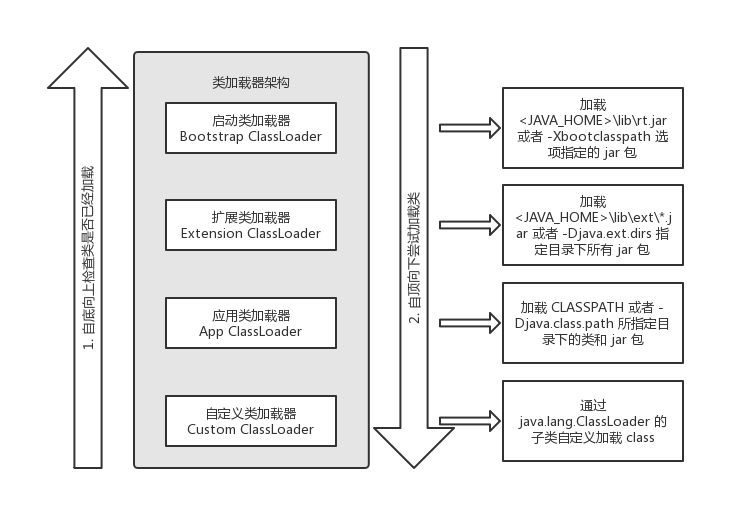 1. 自底向上检查类是否已经加载
类加载器架构
启动类加载器
Bootstrap ClassLoader
扩展类加载器
Extension ClassLoader
应用类加载器
App ClassLoader
自定义类加载器
Custom ClassLoader
2. 自顶向下尝试加载类
加载
<JAVA_HOME>\lib\rt.jar
或者 -Xbootclasspath 选
项指定的 jar 包
加载
<JAVA_HOME>\lib\ext\*.j
ar 或者 -Djava.ext.dirs 指
定目录下所有 jar 包
加载 CLASSPATH 或者 -
Djava.class.path 所指定目
录下的类和 jar 包
通过
java.lang.ClassLoader 的
子类自定义加载 class